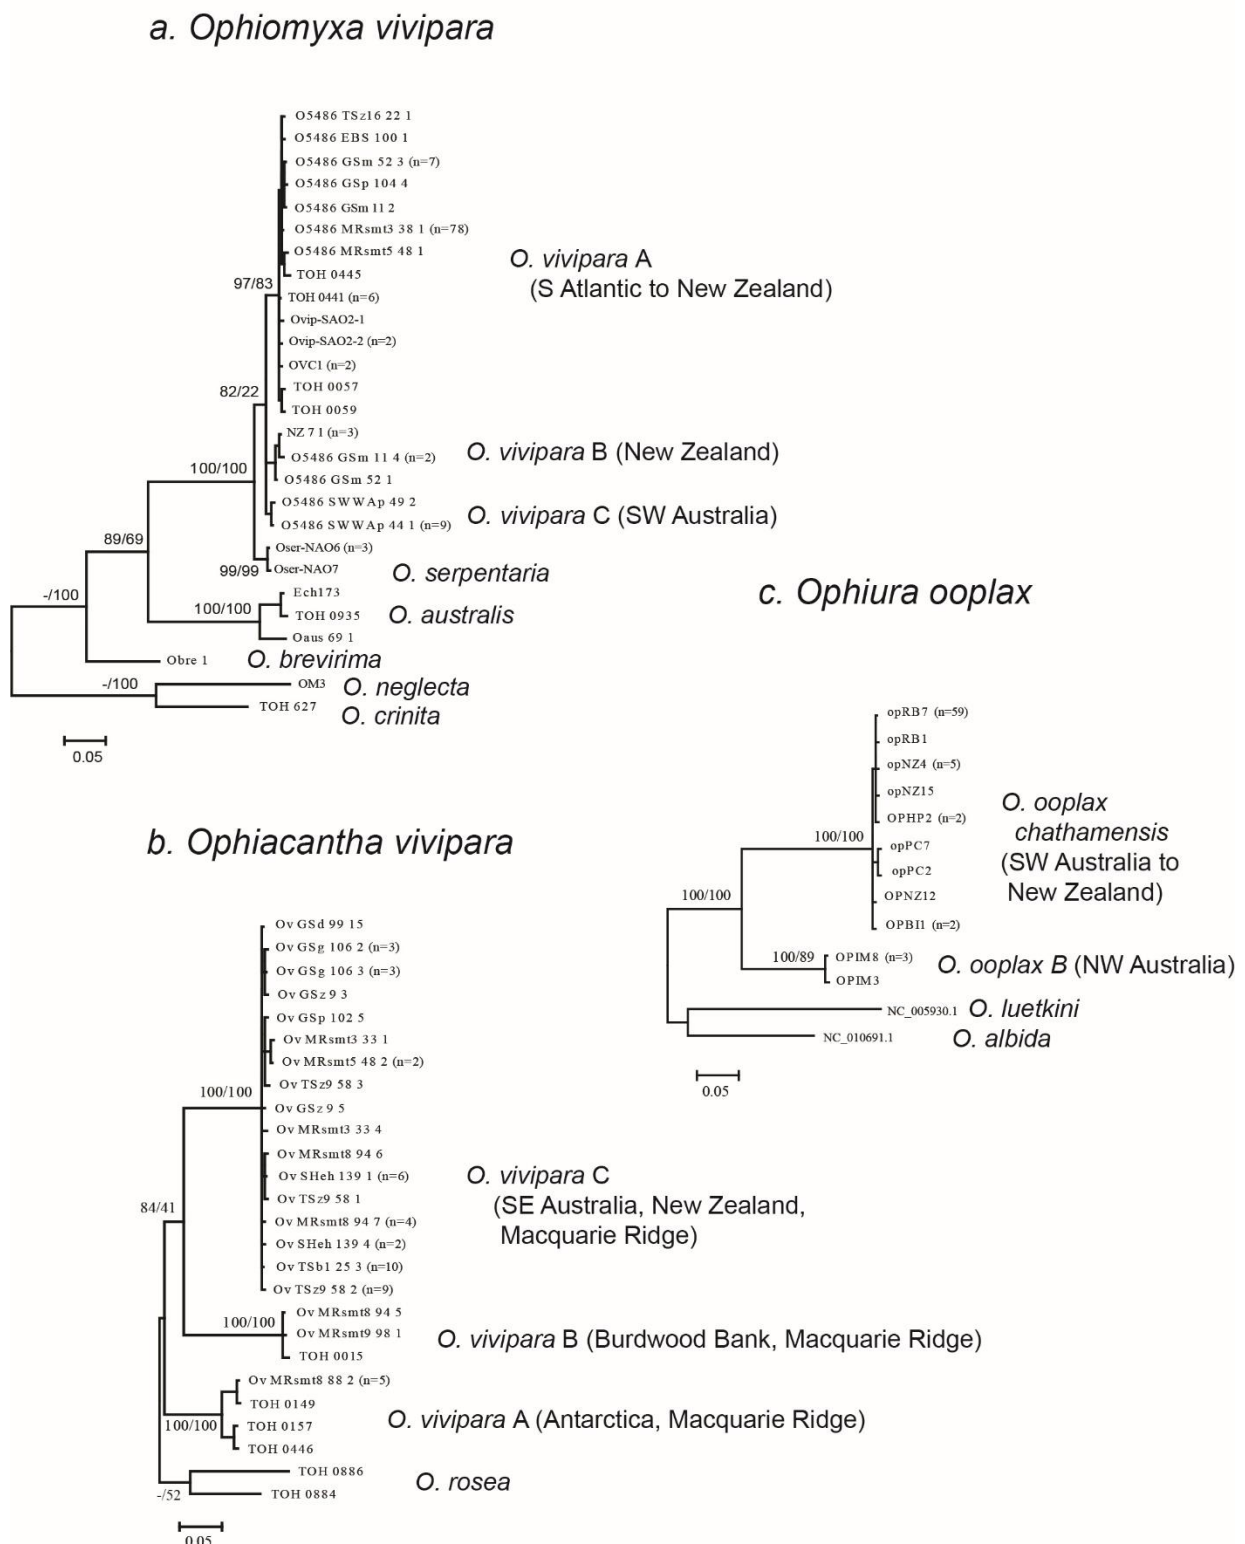 a. Ophiomyxa vivipara
O5486 TSz16 22 1
O5486 EBS 100 1
O5486 GSm 52 3 (n=7)
O5486 GSp 104 4
O5486 GSm 11 2
O5486 MRsmt3 38 1 (n=78)
O5486 MRsmt5 48 1
TOH 0445
TOH 0441 (n=6)
Ovip-SAO2-1
Ovip-SAO2-2 (n=2)
OVC1 (n=2)
TOH 0057
TOH 0059
NZ 7 1 (n=3)
O5486 GSm 11 4 (n=2)
O5486 GSm 52 1
O5486 SWWAp 49 2
O5486 SWWAp 44 1 (n=9)
Oser-NAO6 (n=3)
Oser-NAO7
Ech173
TOH 0935
Oaus 69 1
Obre 1
OM3
TOH 627
97/83
82/22
100/100
89/69
99/99
-/100
100/100
-/100
O. vivipara A
(S Atlantic to New Zealand)
O. vivipara B (New Zealand)
O. vivipara C (SW Australia)
O. serpentaria
O. australis
O. brevirima
O. neglecta
O. crinita
0.05
b. Ophiacantha vivipara
Ov GSd 99 15
Ov GSg 106 2 (n=3)
Ov GSg 106 3 (n=3)
Ov GSz 9 3
Ov GSp 102 5
Ov MRsmt3 33 1
Ov MRsmt5 48 2 (n=2)
Ov TSz9 58 3
Ov GSz 9 5
Ov MRsmt3 33 4
Ov MRsmt8 94 6
Ov SHeh 139 1 (n=6)
Ov TSz9 58 1
Ov MRsmt8 94 7 (n=4)
Ov SHeh 139 4 (n=2)
Ov TSb1 25 3 (n=10)
Ov TSz9 58 2 (n=9)
Ov MRsmt8 94 5
Ov MRsmt9 98 1
TOH 0015
Ov MRsmt8 88 2 (n=5)
TOH 0149
TOH 0157
TOH 0446
TOH 0886
TOH 0884
100/100
84/41
100/100
100/100
-/52
O. vivipara C
(SE Australia, New Zealand,
Macquarie Ridge)
O. vivipara B (Burdwood Bank, Macquarie Ridge)
O. vivipara A (Antarctica, Macquarie Ridge)
O. rosea
0.05
c. Ophiura ooplax
opRB7 (n=59)
opRB1
opNZ4 (n=5)
opNZ15
OPHP2 (n=2)
opPC7
opPC2
OPNZ12
OPBI1 (n=2)
OPIM8 (n=3)
OPIM3
NC_005930.1
NC_010691.1
100/100
100/100
100/89
O. ooplax
chathamensis
(SW Australia to
New Zealand)
O. ooplax B (NW Australia)
O. luetkini
O. albida
0.05